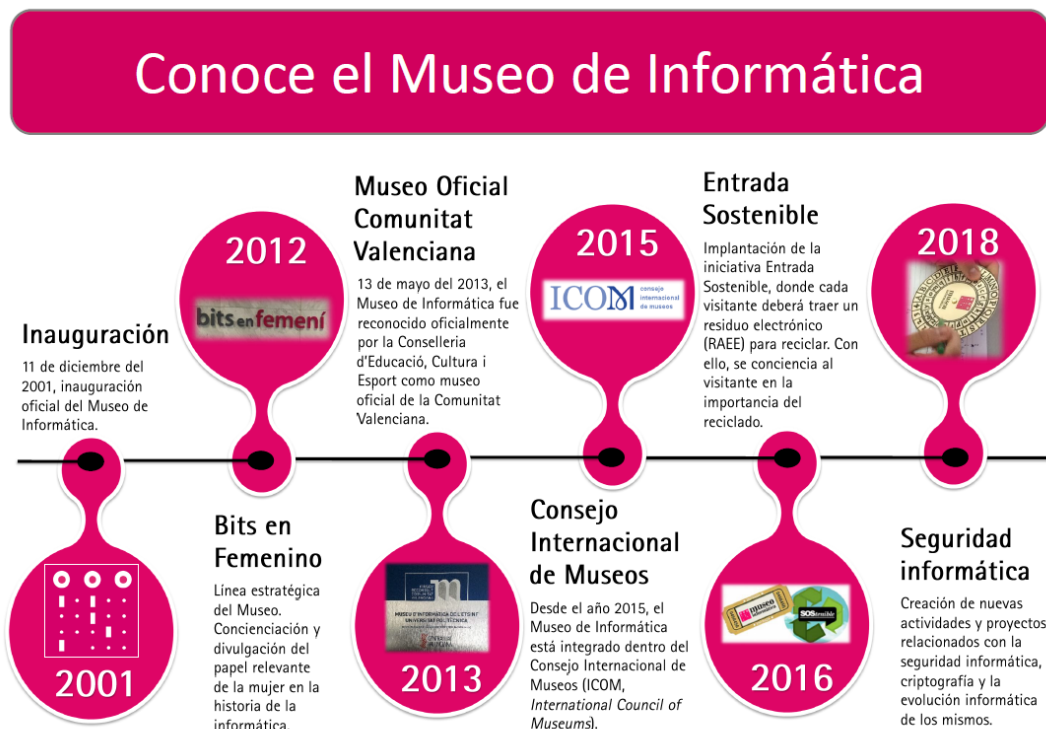 Conoce el Museo de Informática
Inauguración
11 de diciembre del
2001, inauguración
oficial del Museo de
Informática.
2001
2012
bits en femení
Bits en
Femenino
Línea estratégica
del Museo.
Concienciación y
divulgación del
papel relevante
de la mujer en la
historia de la
informática.
Museo Oficial
Comunitat
Valenciana
13 de mayo del 2013, el
Museo de Informática fue
reconocido oficialmente
por la Conselleria
d'Educació, Cultura i
Esport como museo
oficial de la Comunitat
Valenciana.
MUSEO D'INFORMÀTICA
2013
2015
ICOM
consejo
internacional
de museos
Consejo
Internacional
de Museos
Desde el año 2015, el
Museo de Informática
está integrado dentro del
Consejo Internacional de
Museos (ICOM,
International Council of
Museums).
Entrada
Sostenible
Implantación de la
iniciativa Entrada
Sostenible, donde cada
visitante deberá traer un
residuo electrónico
(RAEE) para reciclar. Con
ello, se conciencia al
visitante en la
importancia del
reciclado.
museo
SOStenible
2016
2018
Seguridad
informática
Creación de nuevas
actividades y proyectos
relacionados con la
seguridad informática,
criptografía y la
evolución informática
de los mismos.